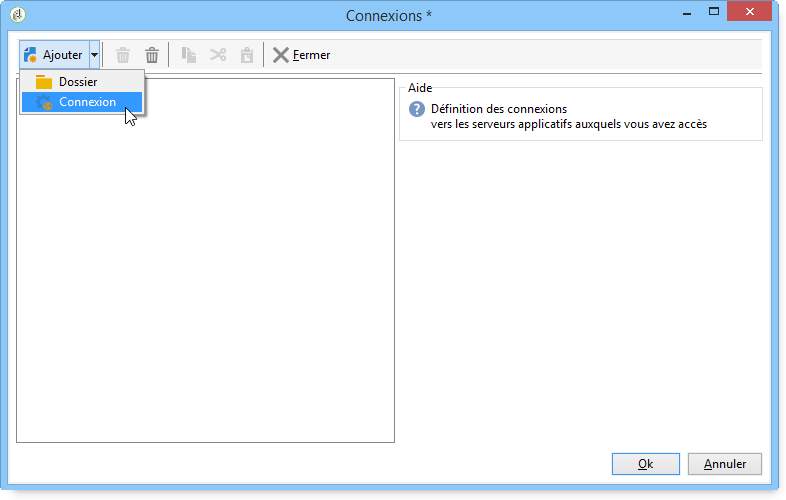 Connexions *
Ajouter
Fermer
Dossier
Connexion
Aide
Définition des connexions
vers les serveurs applicatifs auxquels vous avez accès
Ok
Annuler